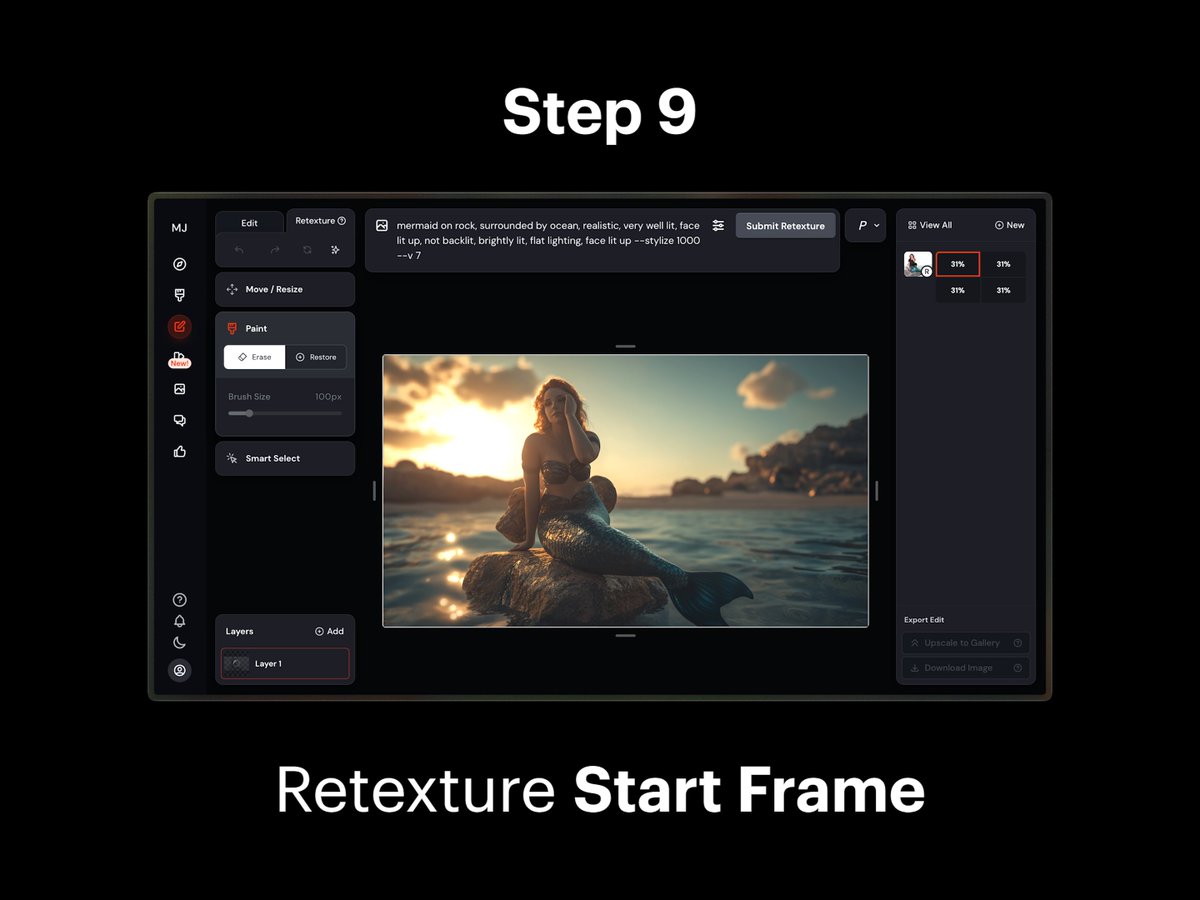 Step 9
MJ
New!
Edit
Retexture
Move / Resize
Paint
Erase
Restore
Brush Size 100px
Smart Select
Layers
Add
Layer 1
mermaid on rock, surrounded by ocean, realistic, very well lit, face
lit up, not backlit, brightly lit, flat lighting, face lit up --stylize 1000
--v 7
Submit Retexture
P
View All
New
R
31% 31%
31% 31%
Export Edit
Upscale to Gallery
Download Image
Retexture Start Frame